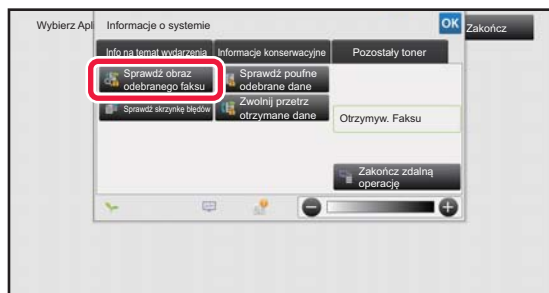 Wybierz Apl
Informacje o systemie
OK
Zakończ
Info na temat wydarzenia
Informacje konserwacyjne
Pozostały toner
Sprawdź obraz
odebranego faksu
Sprawdź poufne
odebrane dane
Sprawdź skrzynkę błędów
Zwolnij przetrz
otrzymane dane
Otrzymyw. Faksu
Zakończ zdalną
operację